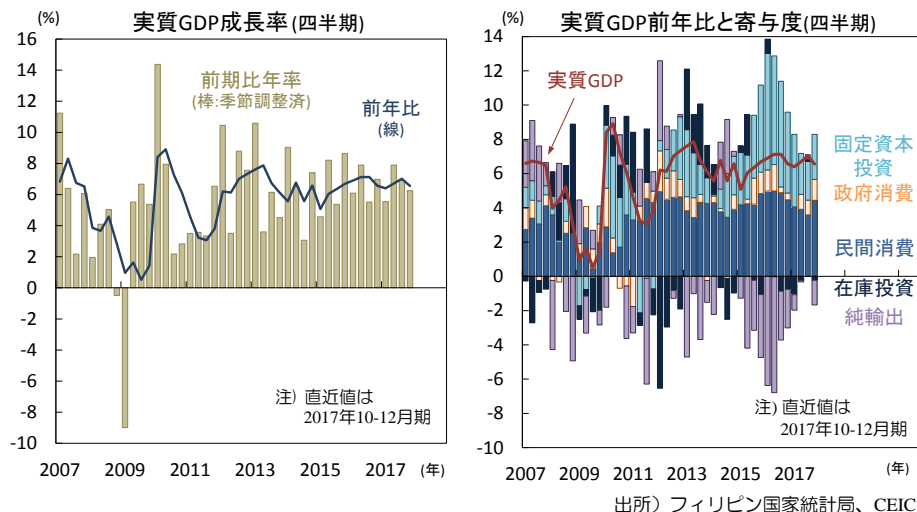 実質GDP成長率(四半期)
(%)
16
14
12
10
8
6
4
2
0
-2
-4
-6
-8
-10
前期比年率
(棒:季節調整済)
前年比
(線)
注) 直近値は
2017年10-12月期
2007 2009 2011 2013 2015 2017 (年)
実質GDP前年比と寄与度(四半期)
(%)
14
12
10
8
6
4
2
0
-2
-4
-6
-8
-10
実質GDP
固定資本
投資
政府消費
民間消費
在庫投資
純輸出
注) 直近値は
2017年10-12月期
2007 2009 2011 2013 2015 2017 (年)
出所）フィリピン国家統計局、CEIC